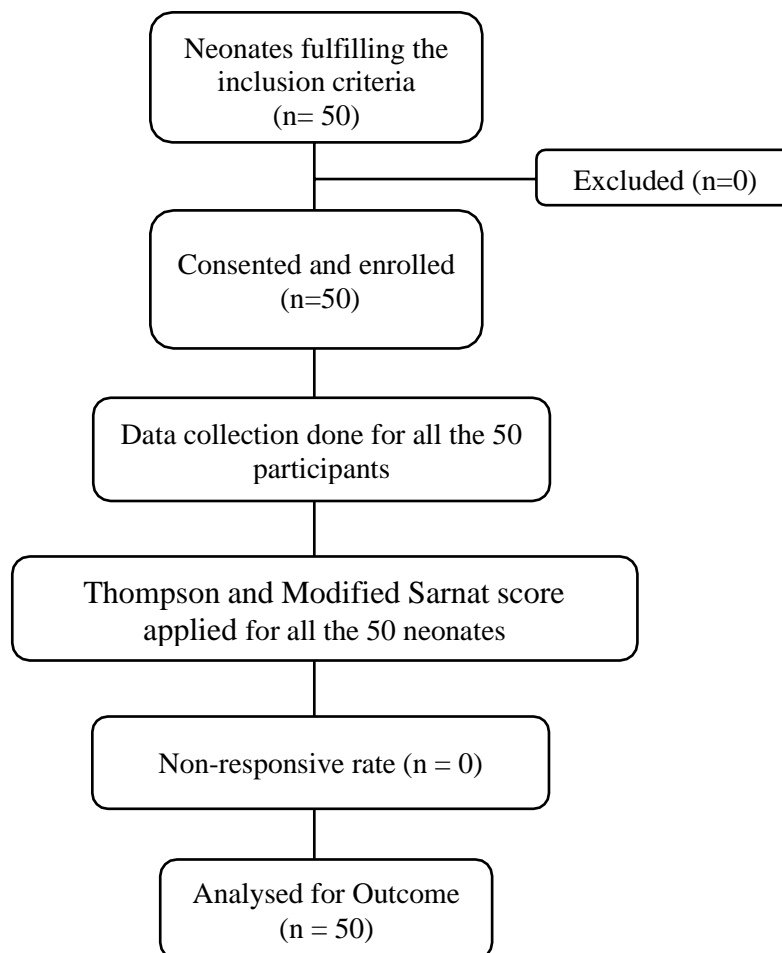 Neonates fulfilling the
inclusion criteria
(n= 50)
Excluded (n=0)
Consented and enrolled
(n=50)
Data collection done for all the 50
participants
Thompson and Modified Sarnat score
applied for all the 50 neonates
Non-responsive rate (n = 0)
Analysed for Outcome
(n = 50)